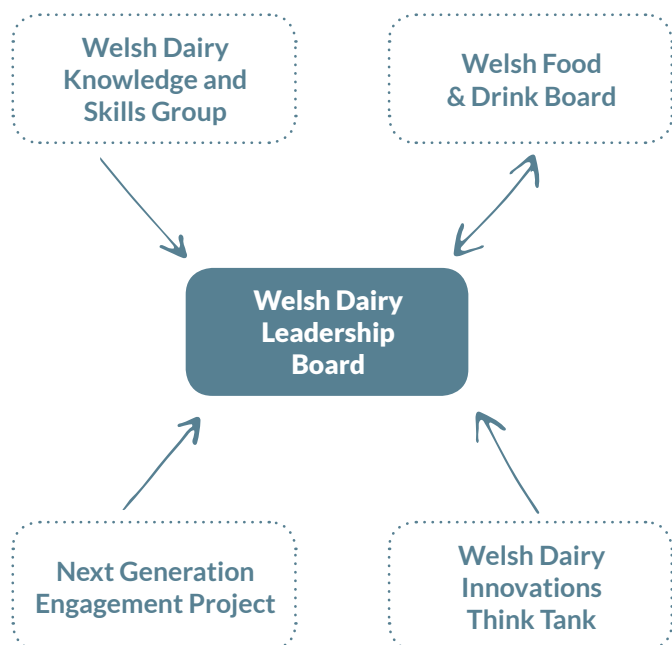 Welsh Dairy
Knowledge and
Skills Group
Welsh Food
& Drink Board
Welsh Dairy
Leadership
Board
Next Generation
Engagement Project
Welsh Dairy
Innovations
Think Tank